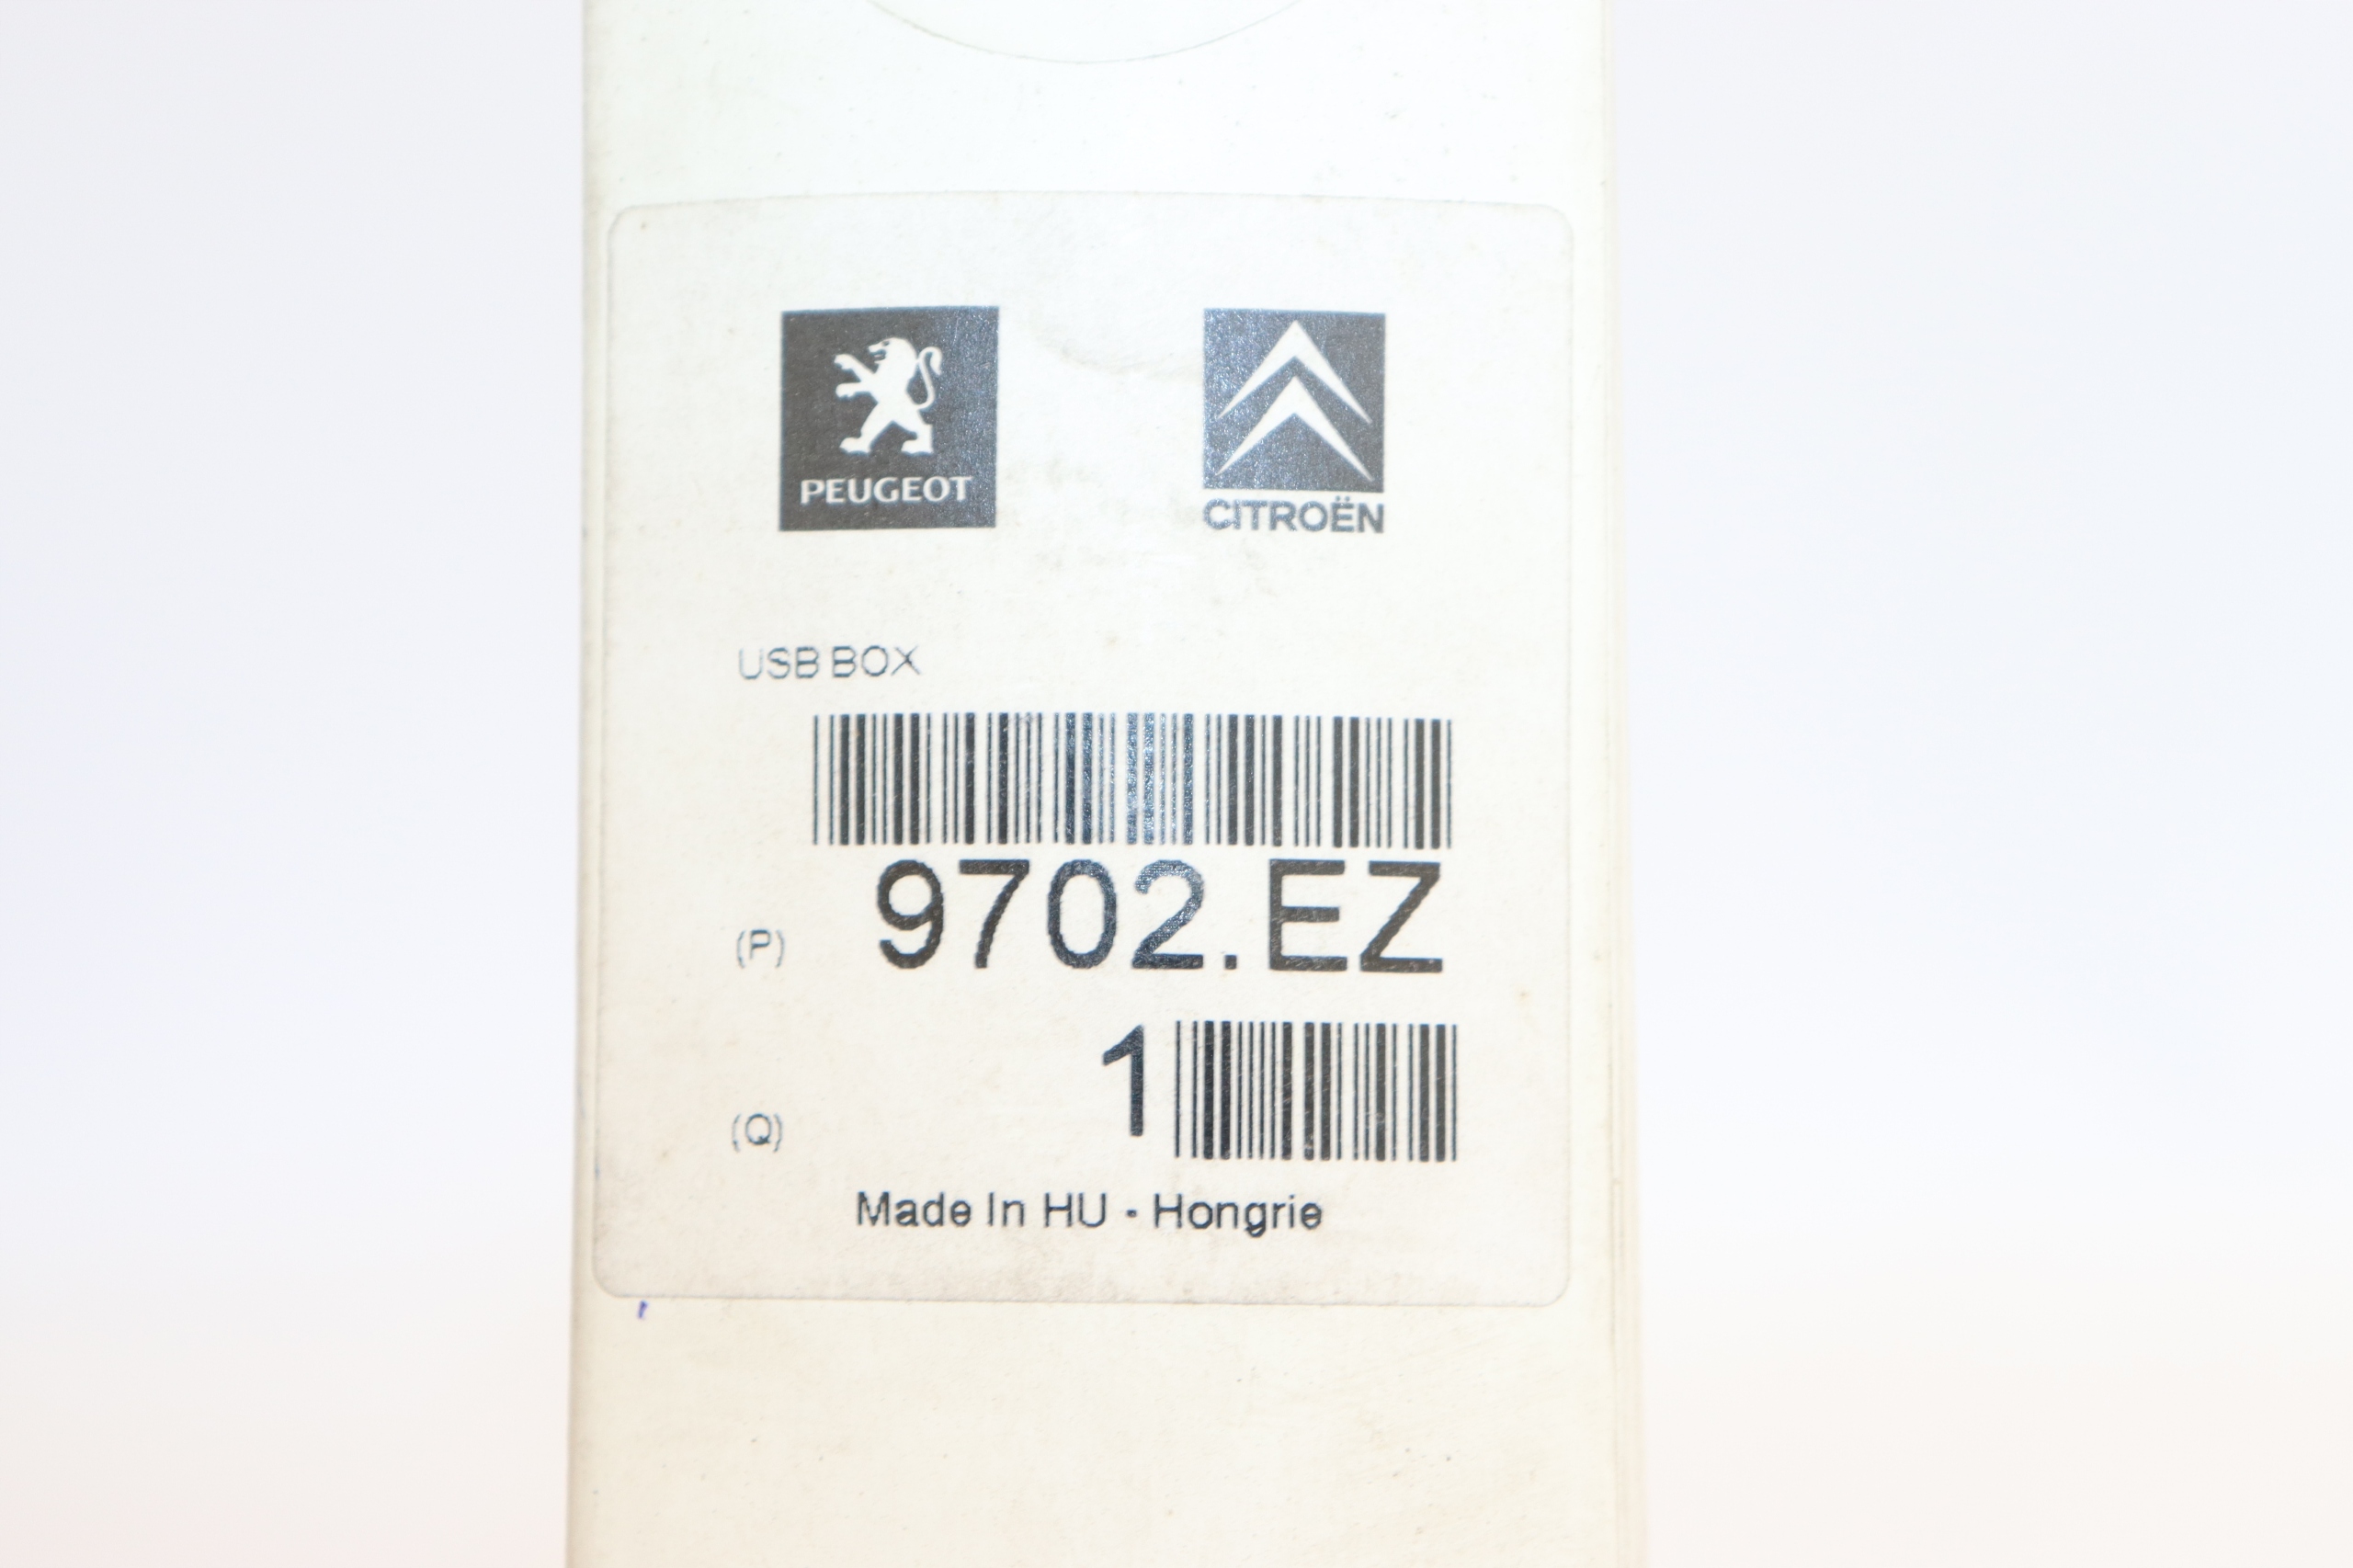 PEUGEOT CITROËN
USB BOX
(P) 9702.EZ
(Q) 1
Made In HU - Hongrie